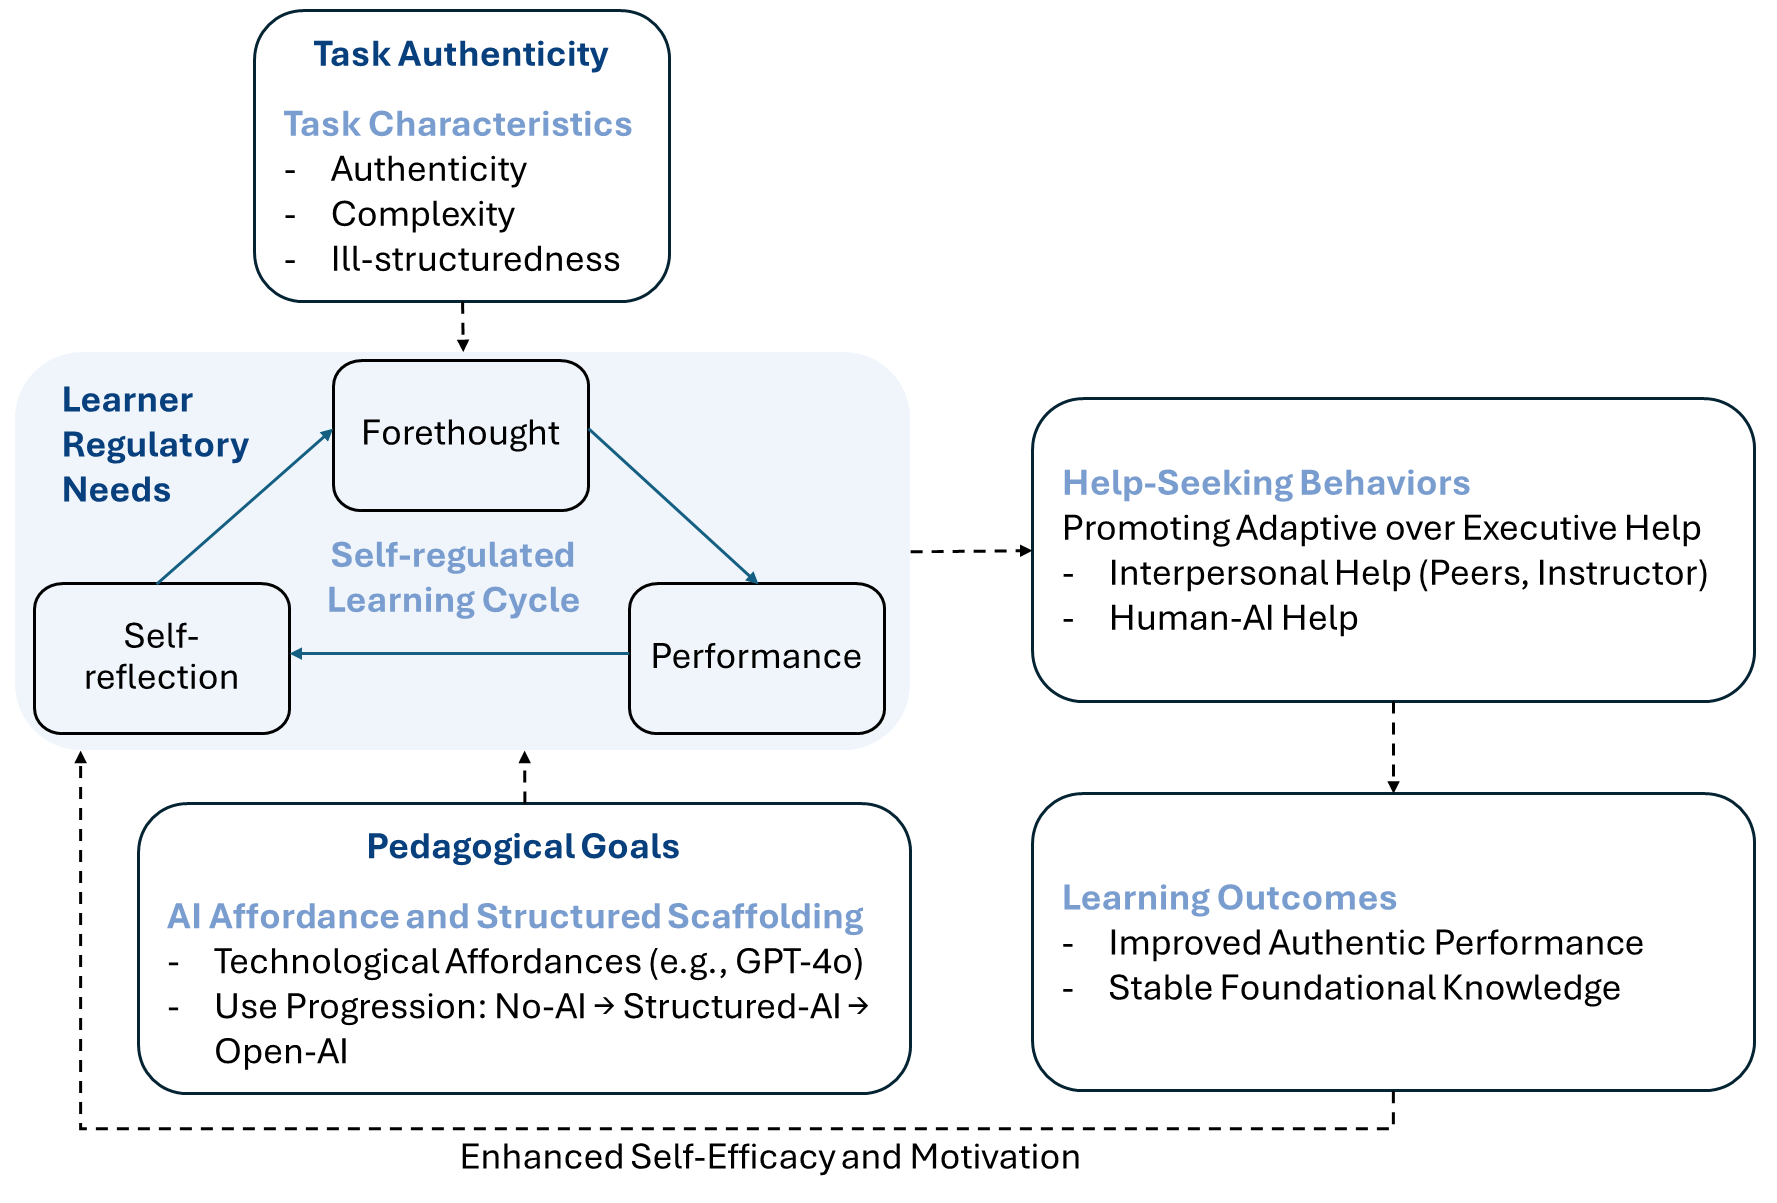 Task Authenticity
Task Characteristics
- Authenticity
- Complexity
- Ill-structuredness
Learner
Regulatory
Needs
Forethought
Self-regulated
Learning Cycle
Self-
reflection
Performance
Help-Seeking Behaviors
Promoting Adaptive over Executive Help
- Interpersonal Help (Peers, Instructor)
- Human-AI Help
Pedagogical Goals
AI Affordance and Structured Scaffolding
- Technological Affordances (e.g., GPT-4o)
- Use Progression: No-AI → Structured-AI →
Open-AI
Learning Outcomes
- Improved Authentic Performance
- Stable Foundational Knowledge
Enhanced Self-Efficacy and Motivation